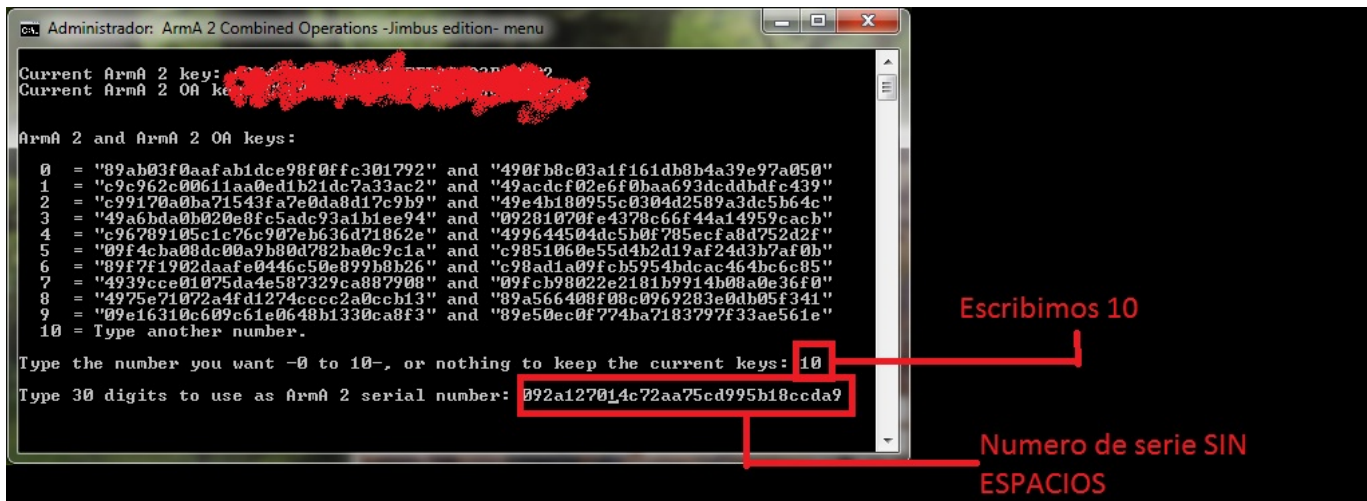 Administrador: ArmA 2 Combined Operations -Jimbus edition- menu
Current ArmA 2 key:
Current ArmA 2 OA
ArmA 2 and ArmA 2 OA keys:
0 = "89ab03f0aafab1dce98f0ffc301792" and "490fb8c03a1f161db8b4a39e97a050"
1 = "c9c962c00611aa0ed1b21dc7a33ac2" and "49acdcf02e6f0baa693dcddbdfc439"
2 = "c99170a0ba71543fa7e0da8d17c9b9" and "49e4b180955c0304d2589a3dc5b64c"
3 = "49a6bda0b020e8fc5adc93a1b1ee94" and "09281070fe4378c66f44a14959cacb"
4 = "c96789105c1c76c907eb636d71862e" and "499644504dc5b0f785ecfa8d752d2f"
5 = "09f4cba08dc00a9b80d782ba0c9c1a" and "c9851060e55d4b2d19af24d3b7af0b"
6 = "89f7f1902daafe0446c50e899b8b26" and "c98ad1a09fcb5954bdcac464bc6c85"
7 = "4939cce01075da4e587329ca887908" and "09fcb98022e2181b9914b08a0e36f0"
8 = "4975e71072a4fd1274cccc2a0ccb13" and "89a566408f08c0969283e0db05f341"
9 = "09e16310c609c61e0648b1330ca8f3" and "89e50ec0f774ba7183797f33ae561e"
10 = Type another number.
Type the number you want -0 to 10-, or nothing to keep the current keys: 10
Type 30 digits to use as ArmA 2 serial number: 092a127014c72aa75cd995b18ccda9
Escribimos 10
Numero de serie SIN
ESPACIOS